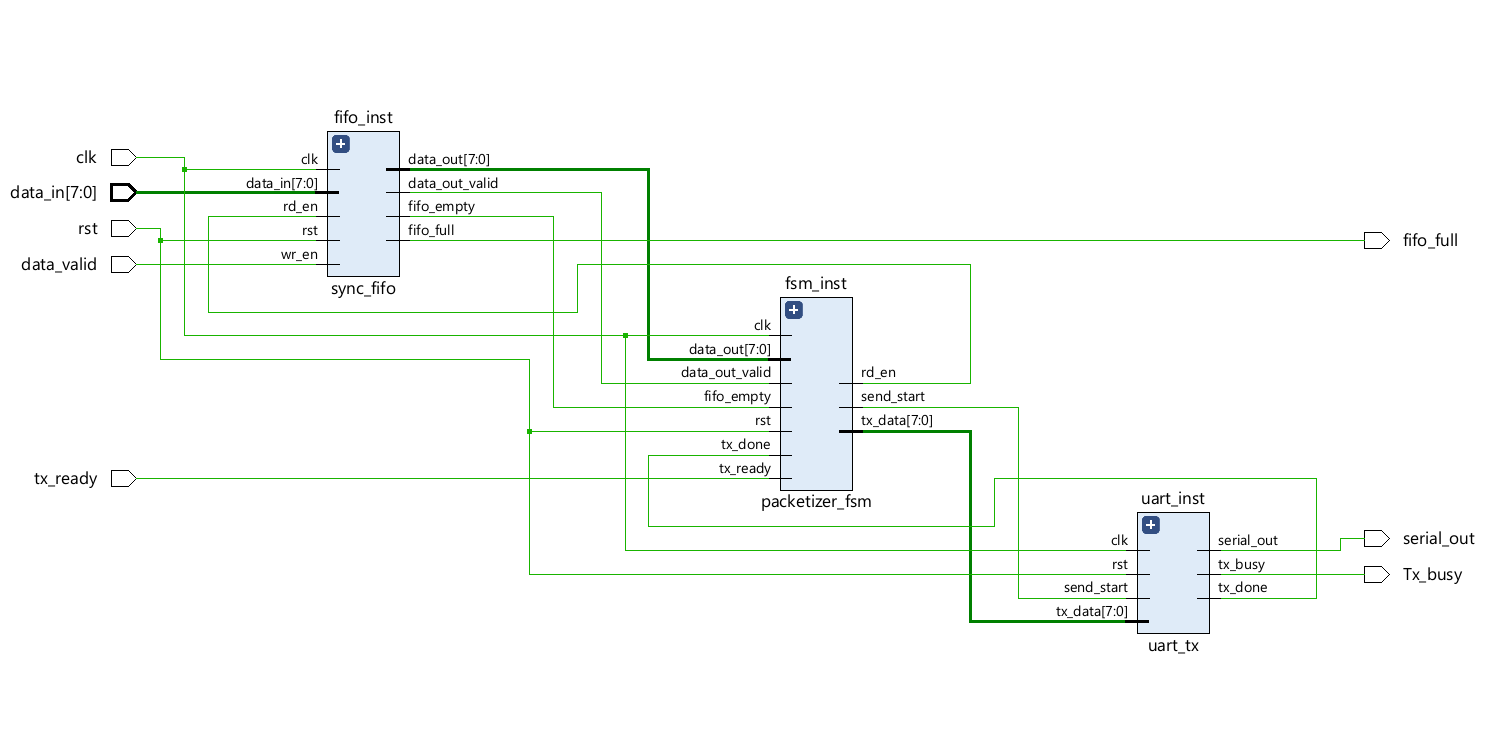 fifo_inst
clk
data_in[7:0]
rst
data_valid
clk
data_in[7:0]
rd_en
rst
wr_en
data_out[7:0]
data_out_valid
fifo_empty
fifo_full
sync_fifo
fifo_full
fsm_inst
clk
data_out[7:0]
data_out_valid
fifo_empty
rst
tx_done
tx_ready
rd_en
send_start
tx_data[7:0]
packetizer_fsm
tx_ready
uart_inst
clk
rst
send_start
tx_data[7:0]
serial_out
tx_busy
tx_done
uart_tx
serial_out
Tx_busy